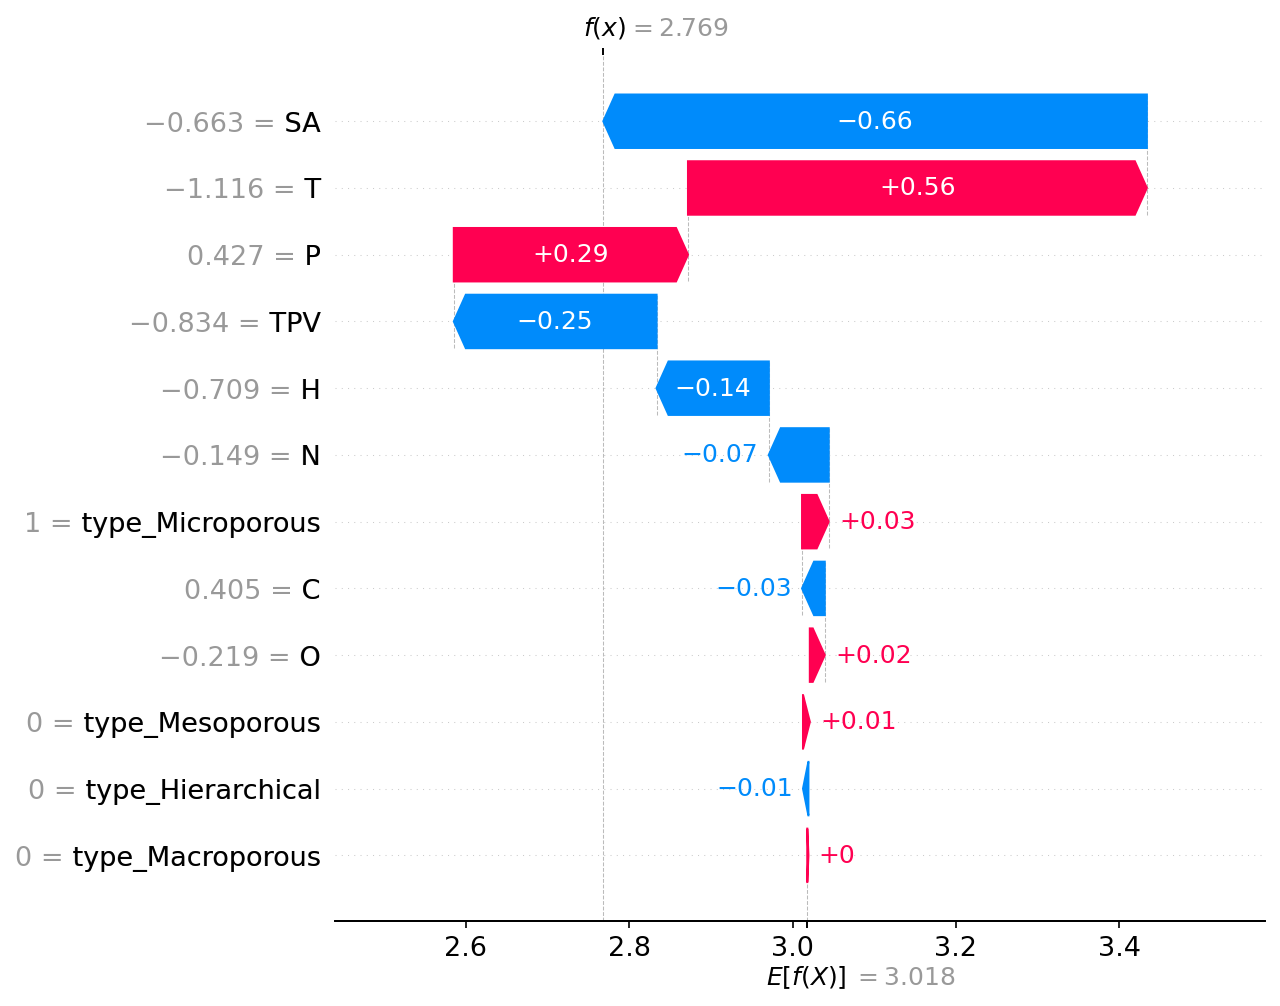 f(x) = 2.769
−0.663 = SA −0.66
−1.116 = T +0.56
0.427 = P +0.29
−0.834 = TPV −0.25
−0.709 = H −0.14
−0.149 = N −0.07
1 = type_Microporous +0.03
0.405 = C −0.03
−0.219 = O +0.02
0 = type_Mesoporous +0.01
0 = type_Hierarchical −0.01
0 = type_Macroporous +0
2.6 2.8 3.0 3.2 3.4
E[f(X)] = 3.018